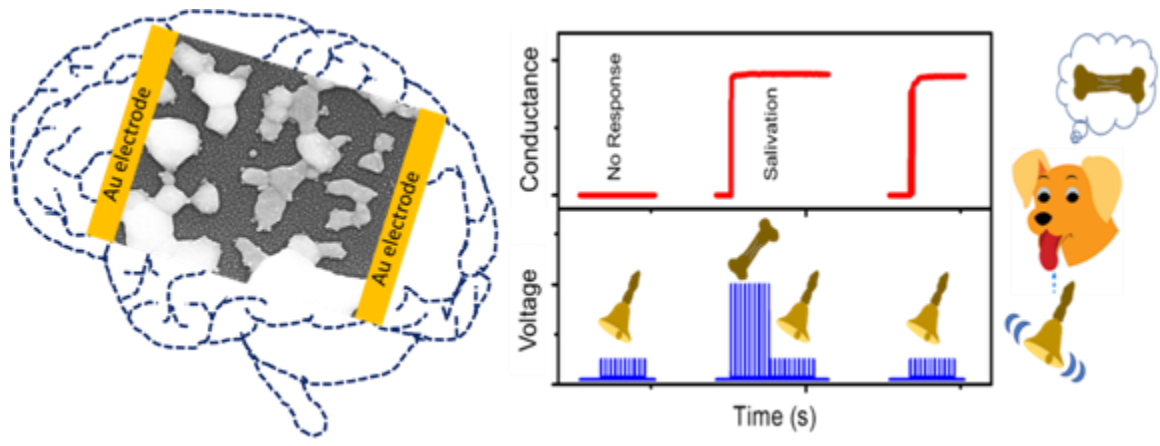 Au electrode
Au electrode
Conductance
No Response
Salivation
Voltage
Time (s)